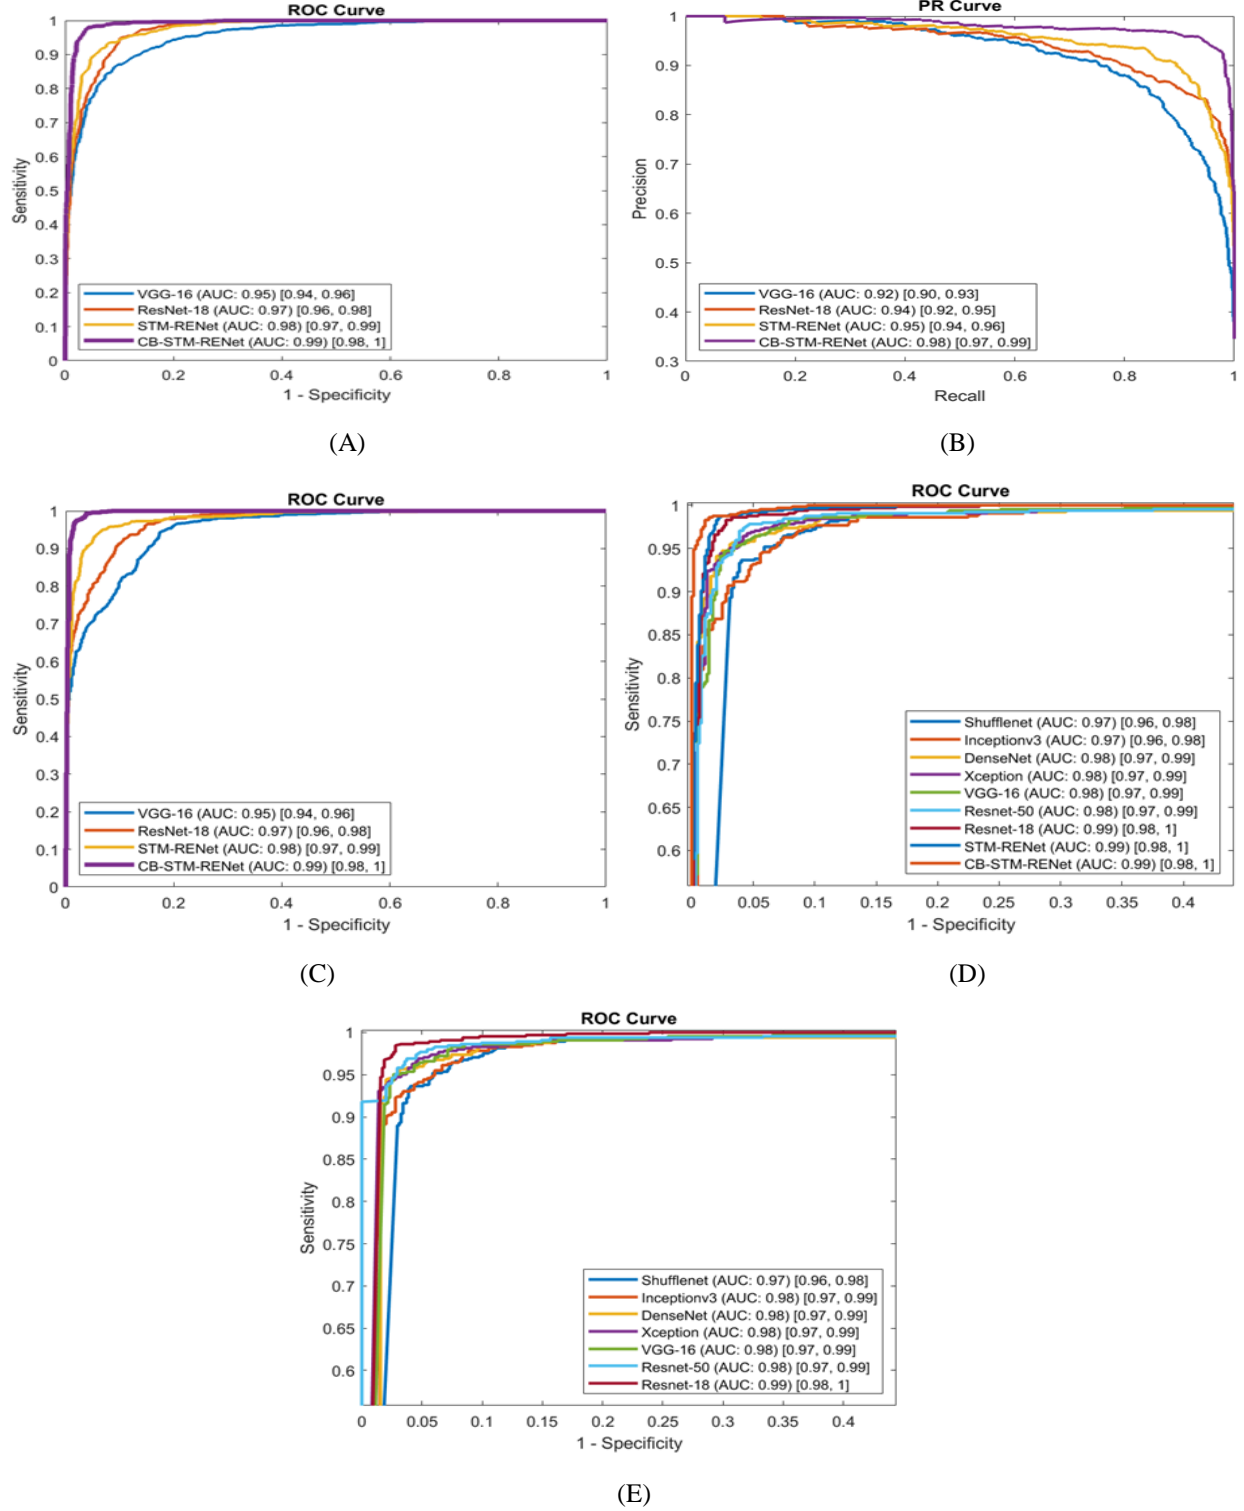 ROC Curve
1
0.9
0.8
0.7
0.6
0.5
0.4
0.3
0.2
0.1
0
Sensitivity
VGG-16 (AUC: 0.95) [0.94, 0.96]
ResNet-18 (AUC: 0.97) [0.96, 0.98]
STM-RENet (AUC: 0.98) [0.97, 0.99]
CB-STM-RENet (AUC: 0.99) [0.98, 1]
0 0.2 0.4 0.6 0.8 1
1 - Specificity
(A)
PR Curve
1
0.9
0.8
0.7
0.6
0.5
0.4
0.3
Precision
VGG-16 (AUC: 0.92) [0.90, 0.93]
ResNet-18 (AUC: 0.94) [0.92, 0.95]
STM-RENet (AUC: 0.95) [0.94, 0.96]
CB-STM-RENet (AUC: 0.98) [0.97, 0.99]
0 0.2 0.4 0.6 0.8 1
Recall
(B)
ROC Curve
1
0.9
0.8
0.7
0.6
0.5
0.4
0.3
0.2
0.1
0
Sensitivity
VGG-16 (AUC: 0.95) [0.94, 0.96]
ResNet-18 (AUC: 0.97) [0.96, 0.98]
STM-RENet (AUC: 0.98) [0.97, 0.99]
CB-STM-RENet (AUC: 0.99) [0.98, 1]
0 0.2 0.4 0.6 0.8 1
1 - Specificity
(C)
ROC Curve
1
0.95
0.9
0.85
0.8
0.75
0.7
0.65
0.6
Sensitivity
Shufflenet (AUC: 0.97) [0.96, 0.98]
Inceptionv3 (AUC: 0.97) [0.96, 0.98]
DenseNet (AUC: 0.98) [0.97, 0.99]
Xception (AUC: 0.98) [0.97, 0.99]
VGG-16 (AUC: 0.98) [0.97, 0.99]
Resnet-50 (AUC: 0.98) [0.97, 0.99]
Resnet-18 (AUC: 0.99) [0.98, 1]
STM-RENet (AUC: 0.99) [0.98, 1]
CB-STM-RENet (AUC: 0.99) [0.98, 1]
0 0.05 0.1 0.15 0.2 0.25 0.3 0.35 0.4
1 - Specificity
(D)
ROC Curve
1
0.95
0.9
0.85
0.8
0.75
0.7
0.65
0.6
Sensitivity
Shufflenet (AUC: 0.97) [0.96, 0.98]
Inceptionv3 (AUC: 0.98) [0.97, 0.99]
DenseNet (AUC: 0.98) [0.97, 0.99]
Xception (AUC: 0.98) [0.97, 0.99]
VGG-16 (AUC: 0.98) [0.97, 0.99]
Resnet-50 (AUC: 0.98) [0.97, 0.99]
Resnet-18 (AUC: 0.99) [0.98, 1]
0 0.05 0.1 0.15 0.2 0.25 0.3 0.35 0.4
1 - Specificity
(E)